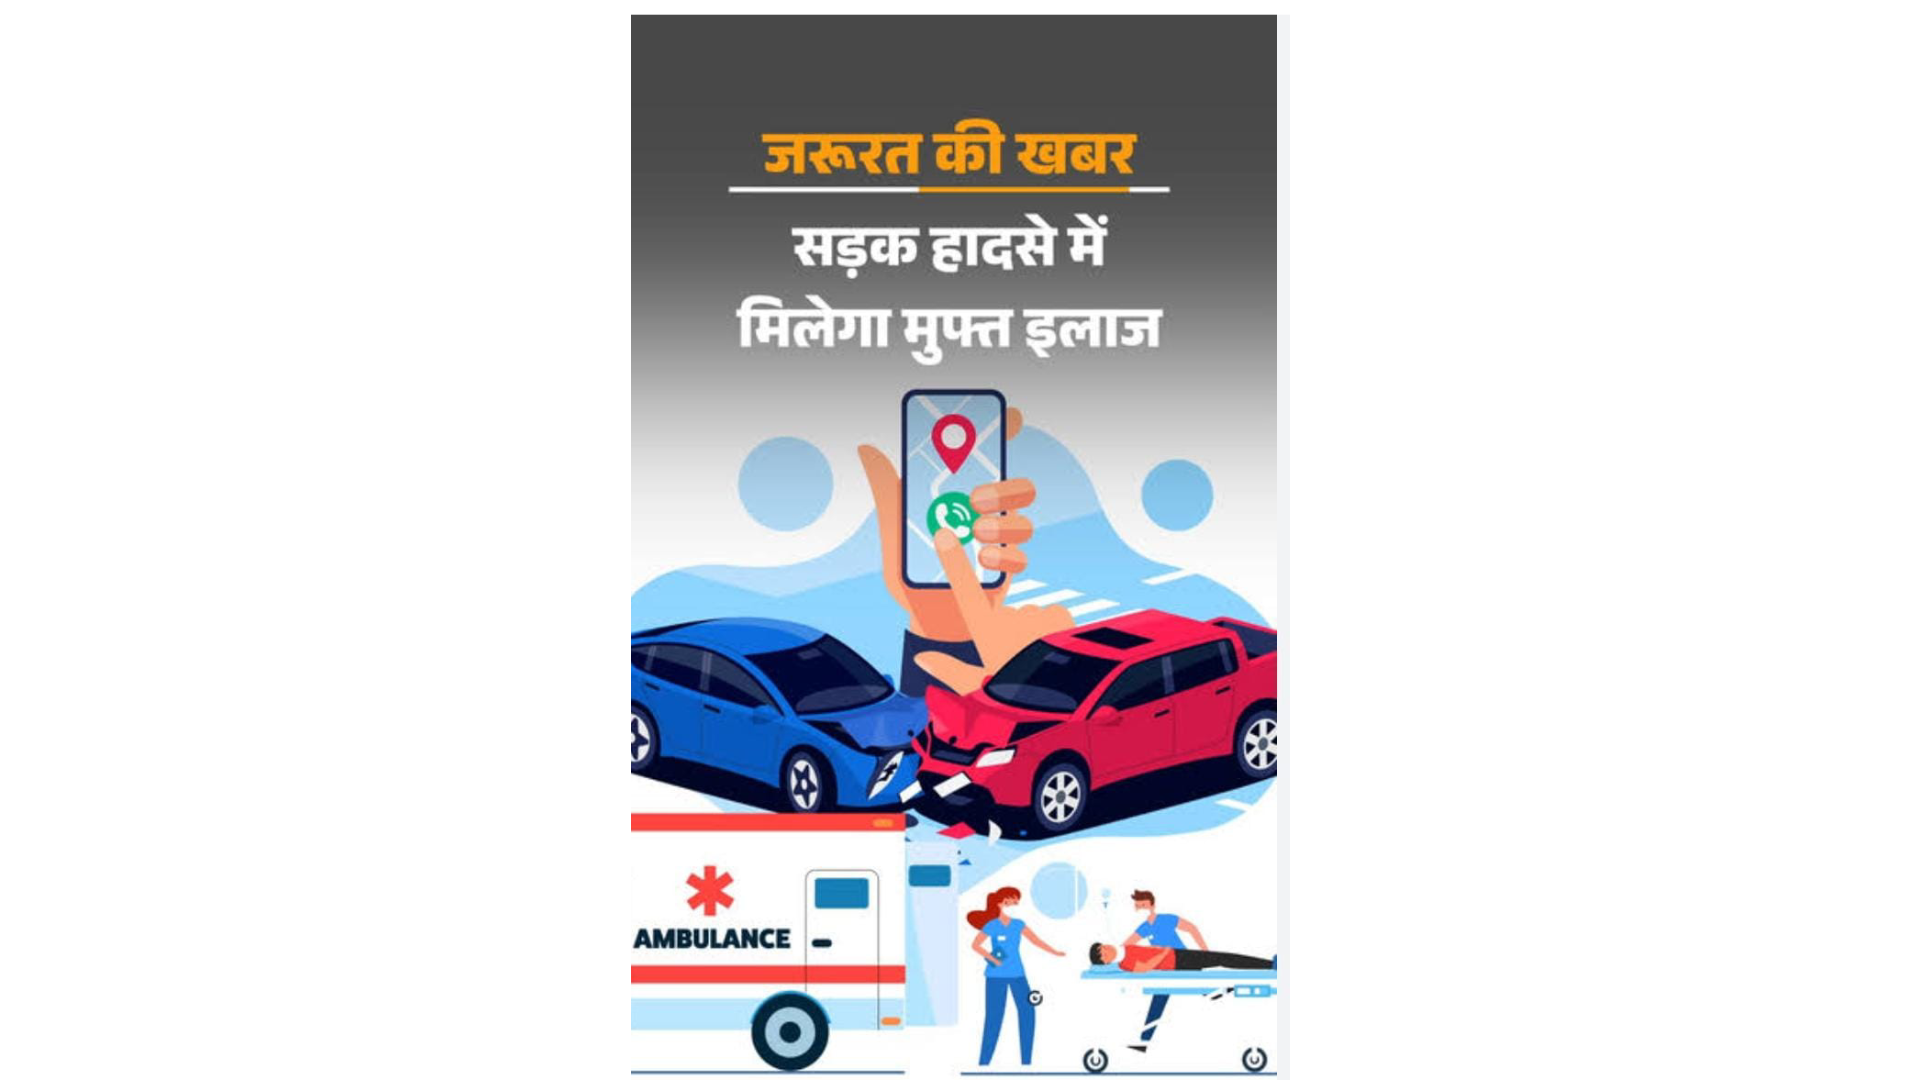 जरूरत की खबर
सड़क हादसे में
मिलेगा मुफ्त इलाज
AMBULANCE